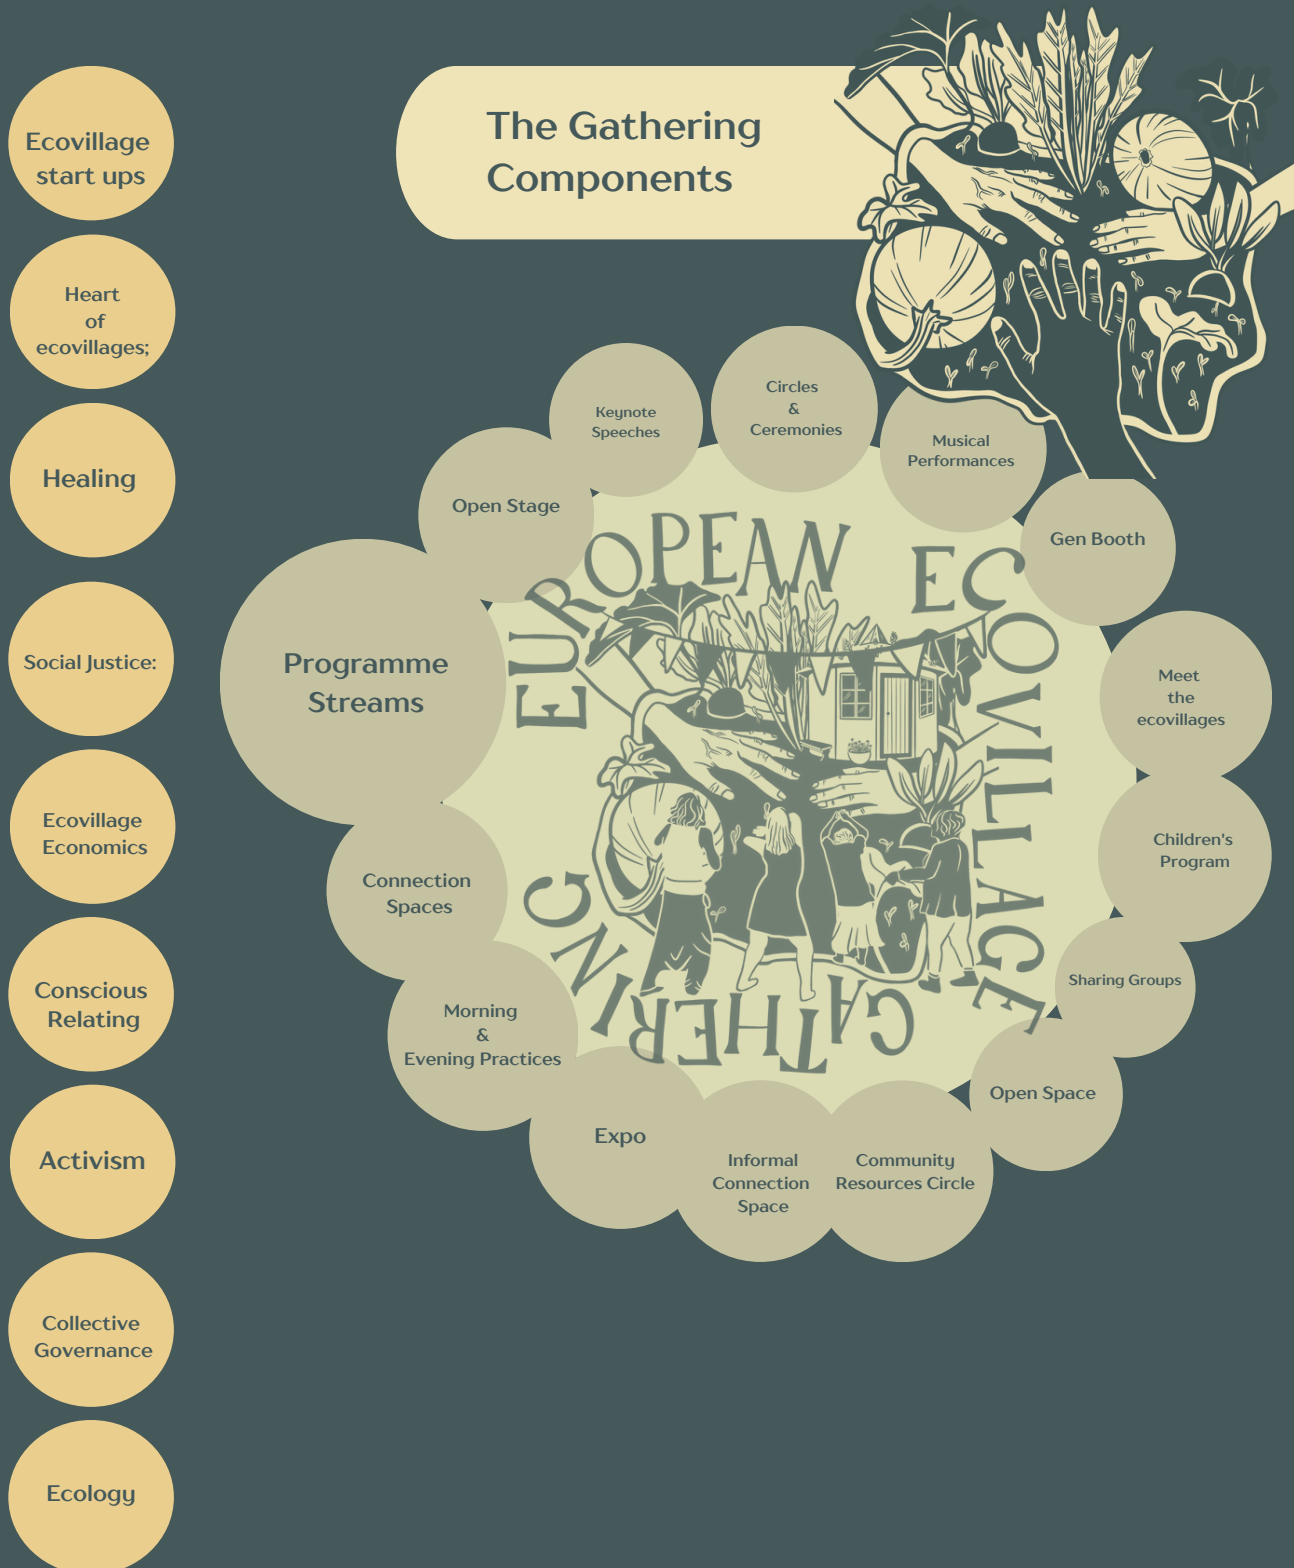 The Gathering
Components
Ecovillage
start ups
Heart
of
ecovillages;
Healing
Social Justice:
Ecovillage
Economics
Conscious
Relating
Activism
Collective
Governance
Ecology
Programme
Streams
Open Stage
Keynote
Speeches
Circles
&
Ceremonies
Musical
Performances
Gen Booth
Meet
the
ecovillages
Children's
Program
Sharing Groups
Open Space
Community
Resources Circle
Informal
Connection
Space
Expo
Morning
&
Evening Practices
Connection
Spaces
EUROPEAN ECOVILLAGE GATHERING